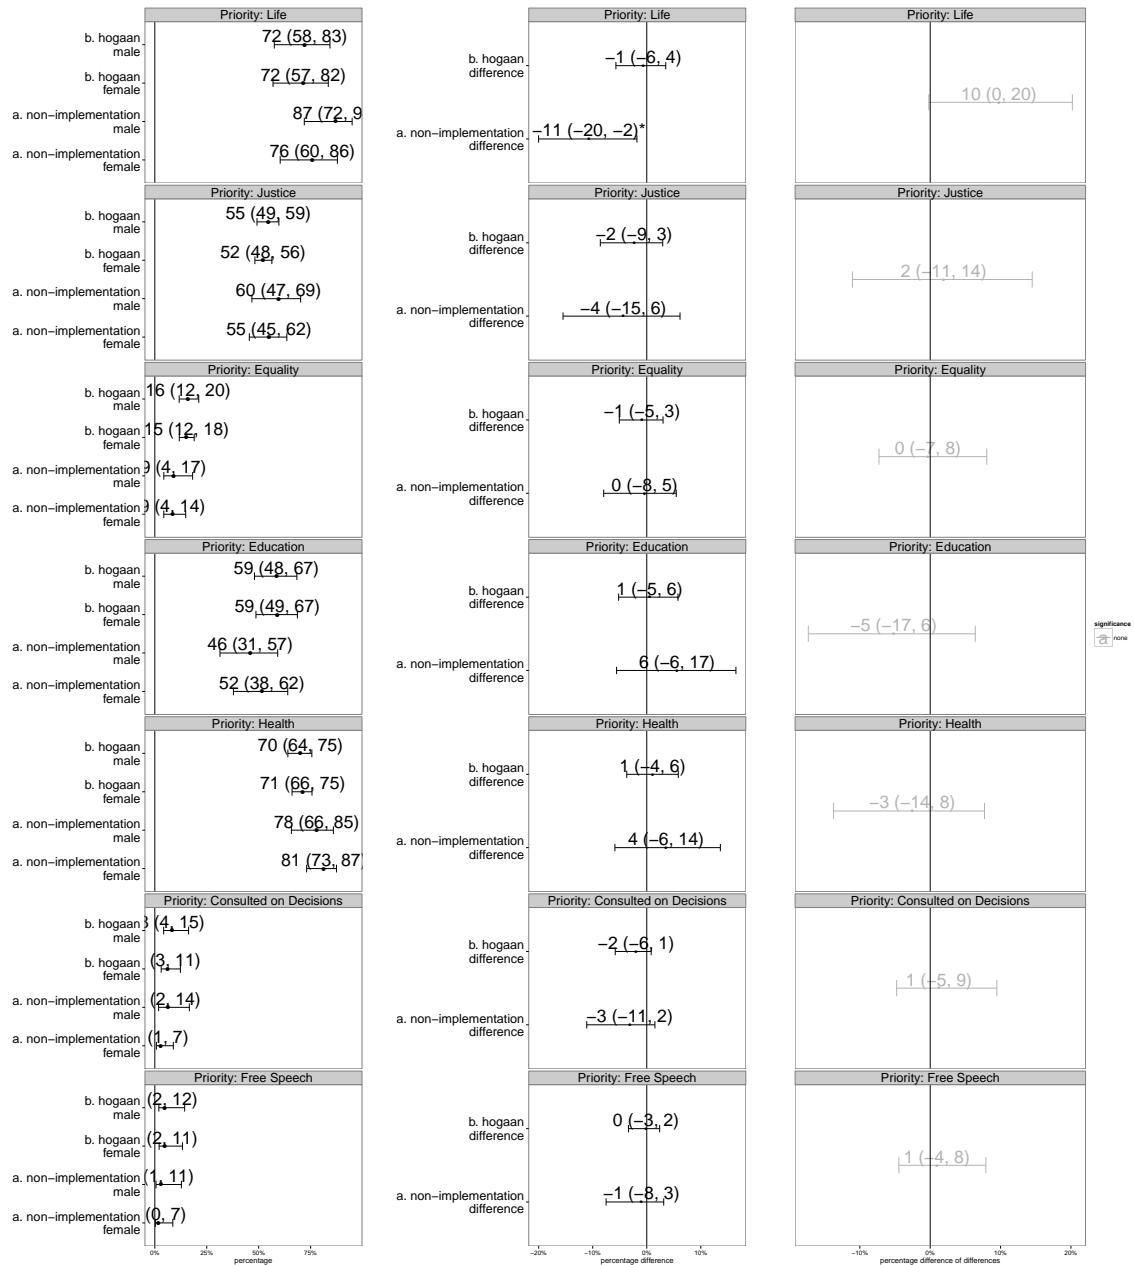 Priority: Life
b. hogaan
male
72 (58, 83)
b. hogaan
female
72 (57, 82)
a. non−implementation
male
87 (72, 9
a. non−implementation
female
76 (60, 86)
Priority: Justice
b. hogaan
male
55 (49, 59)
b. hogaan
female
52 (48, 56)
a. non−implementation
male
60 (47, 69)
a. non−implementation
female
55 (45, 62)
Priority: Equality
b. hogaan
male
16 (12, 20)
b. hogaan
female
15 (12, 18)
a. non−implementation
male
9 (4, 17)
a. non−implementation
female
9 (4, 14)
Priority: Education
b. hogaan
male
59 (48, 67)
b. hogaan
female
59 (49, 67)
a. non−implementation
male
46 (31, 57)
a. non−implementation
female
52 (38, 62)
Priority: Health
b. hogaan
male
70 (64, 75)
b. hogaan
female
71 (66, 75)
a. non−implementation
male
78 (66, 85)
a. non−implementation
female
81 (73, 87)
Priority: Consulted on Decisions
b. hogaan
male
(4, 15)
b. hogaan
female
(3, 11)
a. non−implementation
male
(2, 14)
a. non−implementation
female
(1, 7)
Priority: Free Speech
b. hogaan
male
(2, 12)
b. hogaan
female
(2, 11)
a. non−implementation
male
(1, 11)
a. non−implementation
female
(0, 7)
0% 25% 75%
percentage
Priority: Life
b. hogaan
difference
−1 (−6, 4)
a. non−implementation
difference
−11 (−20, −2)*
Priority: Justice
b. hogaan
difference
−2 (−9, 3)
a. non−implementation
difference
−4 (−15, 6)
Priority: Equality
b. hogaan
difference
−1 (−5, 3)
a. non−implementation
difference
0 (−8, 5)
Priority: Education
b. hogaan
difference
1 (−5, 6)
a. non−implementation
difference
6 (−6, 17)
Priority: Health
b. hogaan
difference
1 (−4, 6)
a. non−implementation
difference
4 (−6, 14)
Priority: Consulted on Decisions
b. hogaan
difference
−2 (−6, 1)
a. non−implementation
difference
−3 (−11, 2)
Priority: Free Speech
b. hogaan
difference
0 (−3, 2)
a. non−implementation
difference
−1 (−8, 3)
−20% −10% 0% 10%
percentage difference
Priority: Life
10 (0, 20)
Priority: Justice
2 (−11, 14)
Priority: Equality
0 (−7, 8)
Priority: Education
−5 (−17, 6)
Priority: Health
−3 (−14, 8)
Priority: Consulted on Decisions
1 (−5, 9)
Priority: Free Speech
1 (−4, 8)
−10% 0% 10% 20%
percentage difference of differences
significance
a none